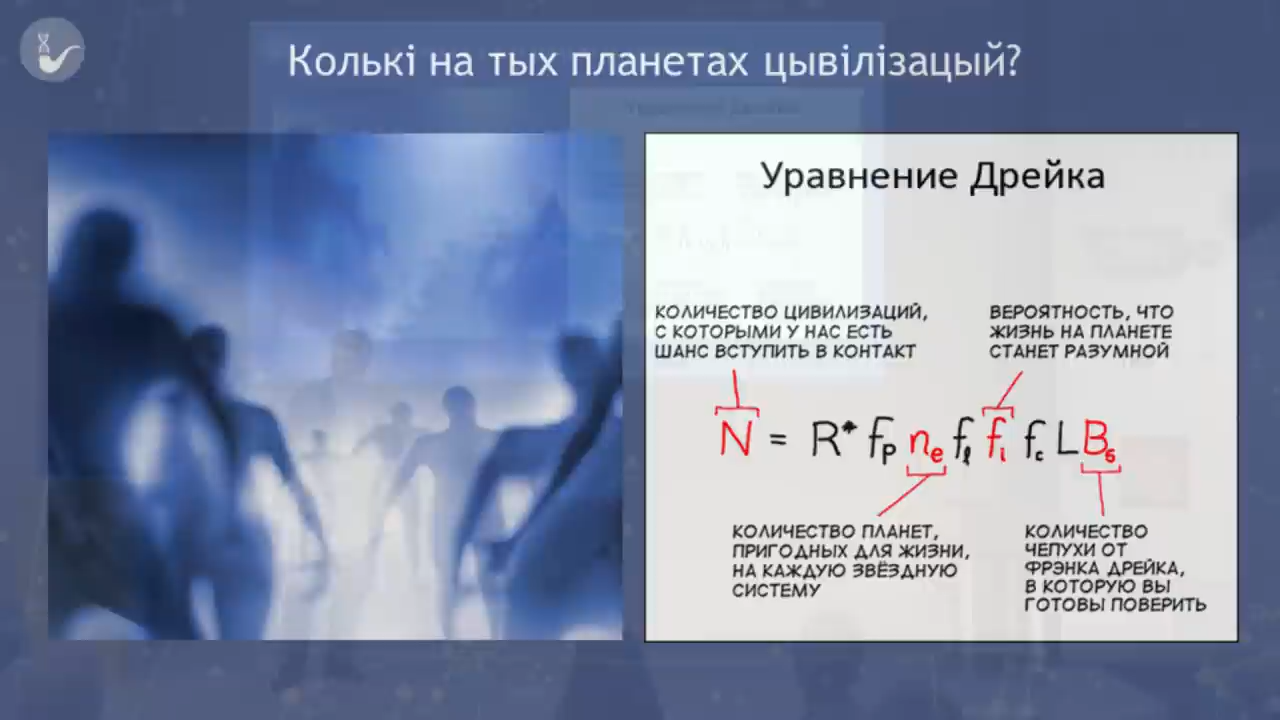 Колькі на тых планетах цывілізацый?
Уравнение Дрейка
КОЛИЧЕСТВО ЦИВИЛИЗАЦИЙ,
С КОТОРЫМИ У НАС ЕСТЬ
ШАНС ВСТУПИТЬ В КОНТАКТ
ВЕРОЯТНОСТЬ, ЧТО
ЖИЗНЬ НА ПЛАНЕТЕ
СТАНЕТ РАЗУМНОЙ
N = R* fp ne fℓ fi fc L Bs
КОЛИЧЕСТВО ПЛАНЕТ,
ПРИГОДНЫХ ДЛЯ ЖИЗНИ,
НА КАЖДУЮ ЗВЁЗДНУЮ
СИСТЕМУ
КОЛИЧЕСТВО
ЧЕПУХИ ОТ
ФРЭНКА ДРЕЙКА,
В КОТОРУЮ ВЫ
ГОТОВЫ ПОВЕРИТЬ